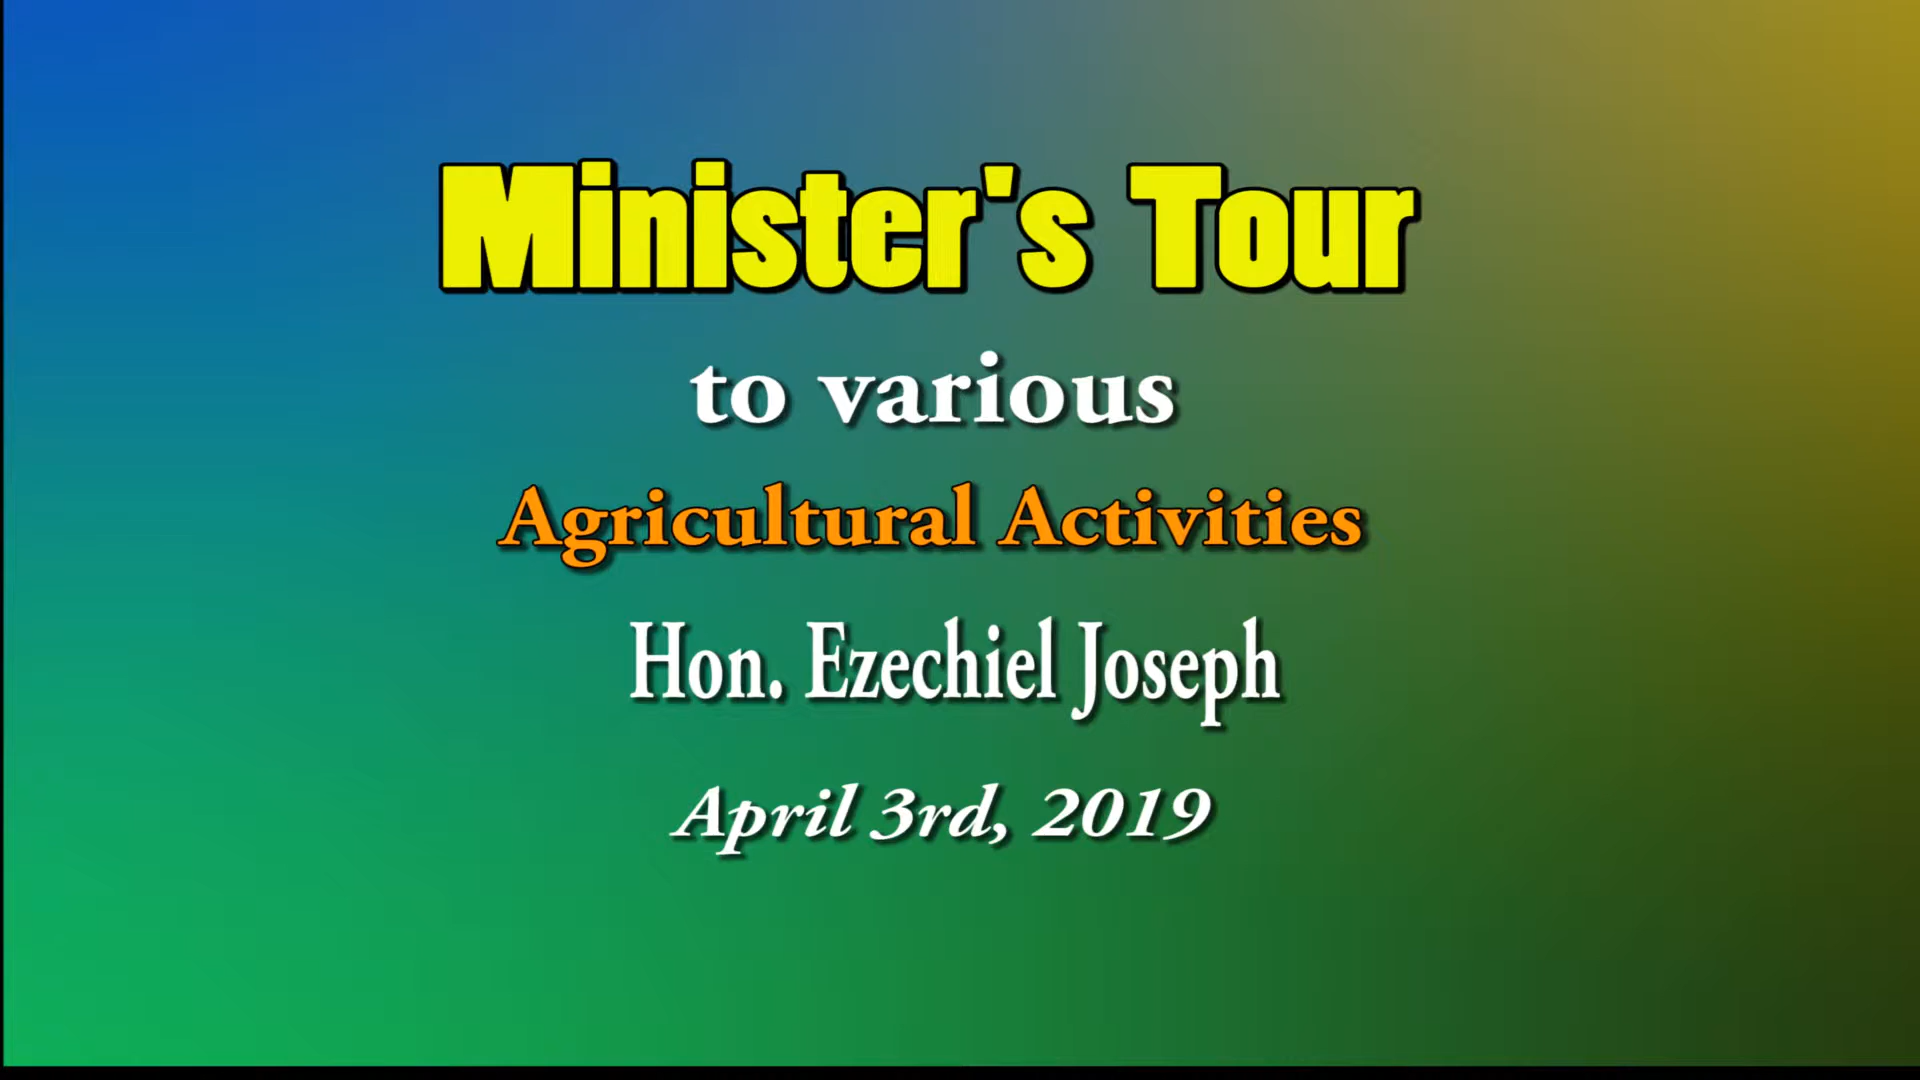 Minister's Tour
to various
Agricultural Activities
Hon. Ezechiel Joseph
April 3rd, 2019